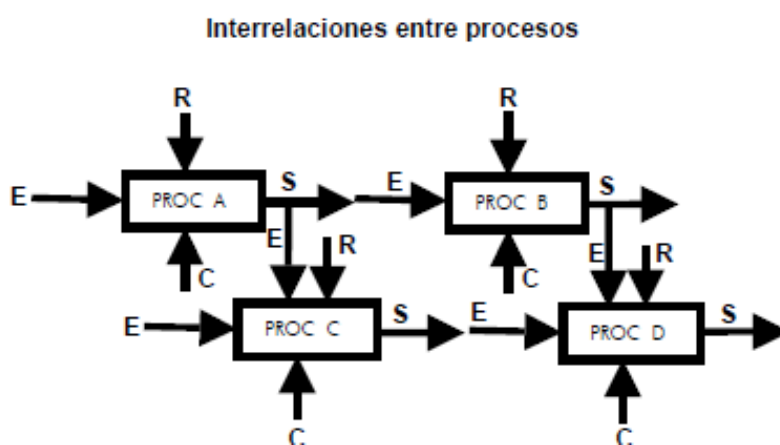 Interrelaciones entre procesos
R R
E PROC A S E PROC B S
E R E R
C C
E PROC C S E PROC D S
C C